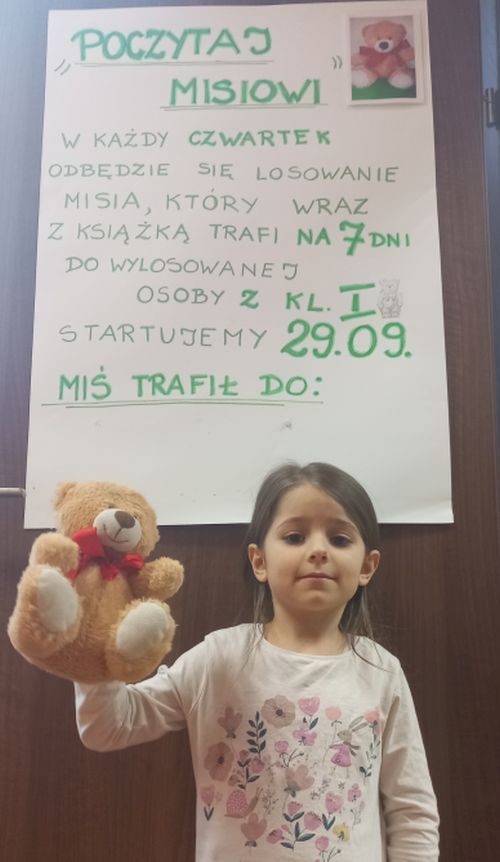 "POCZYTAJ
MISIOWI"
W KAŻDY CZWARTEK
ODBĘDZIE SIĘ LOSOWANIE
MISIA, KTÓRY WRAZ
Z KSIĄŻKĄ TRAFI NA 7 DNI
DO WYLOSOWANEJ
OSOBY Z KL. I
STARTUJEMY 29.09.
MIŚ TRAFIŁ DO: